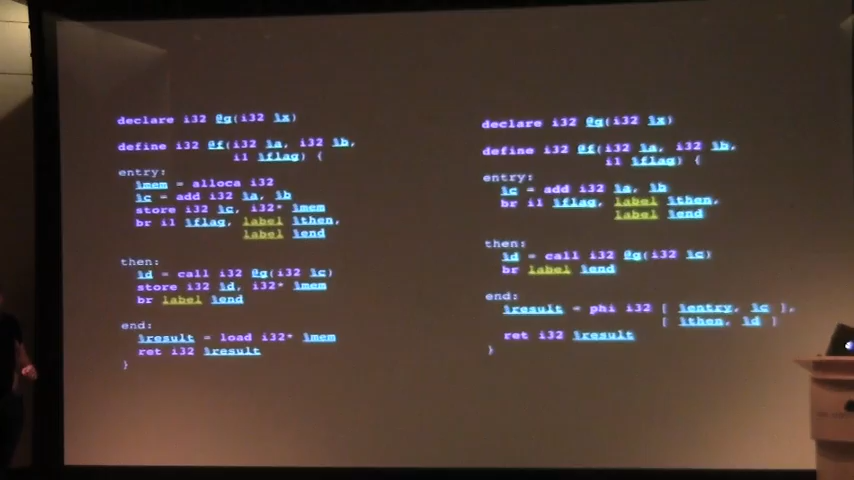 declare i32 @g(i32 %x)
define i32 @f(i32 %a, i32 %b,
i1 %flag) {
entry:
%mem = alloca i32
%c = add i32 %a, %b
store i32 %c, i32* %mem
br i1 %flag, label %then,
label %end
then:
%d = call i32 @g(i32 %c)
store i32 %d, i32* %mem
br label %end
end:
%result = load i32* %mem
ret i32 %result
}
declare i32 @g(i32 %x)
define i32 @f(i32 %a, i32 %b,
i1 %flag) {
entry:
%c = add i32 %a, %b
br i1 %flag, label %then,
label %end
then:
%d = call i32 @g(i32 %c)
br label %end
end:
%result = phi i32 [ %entry, %c ],
[ %then, %d ]
ret i32 %result
}